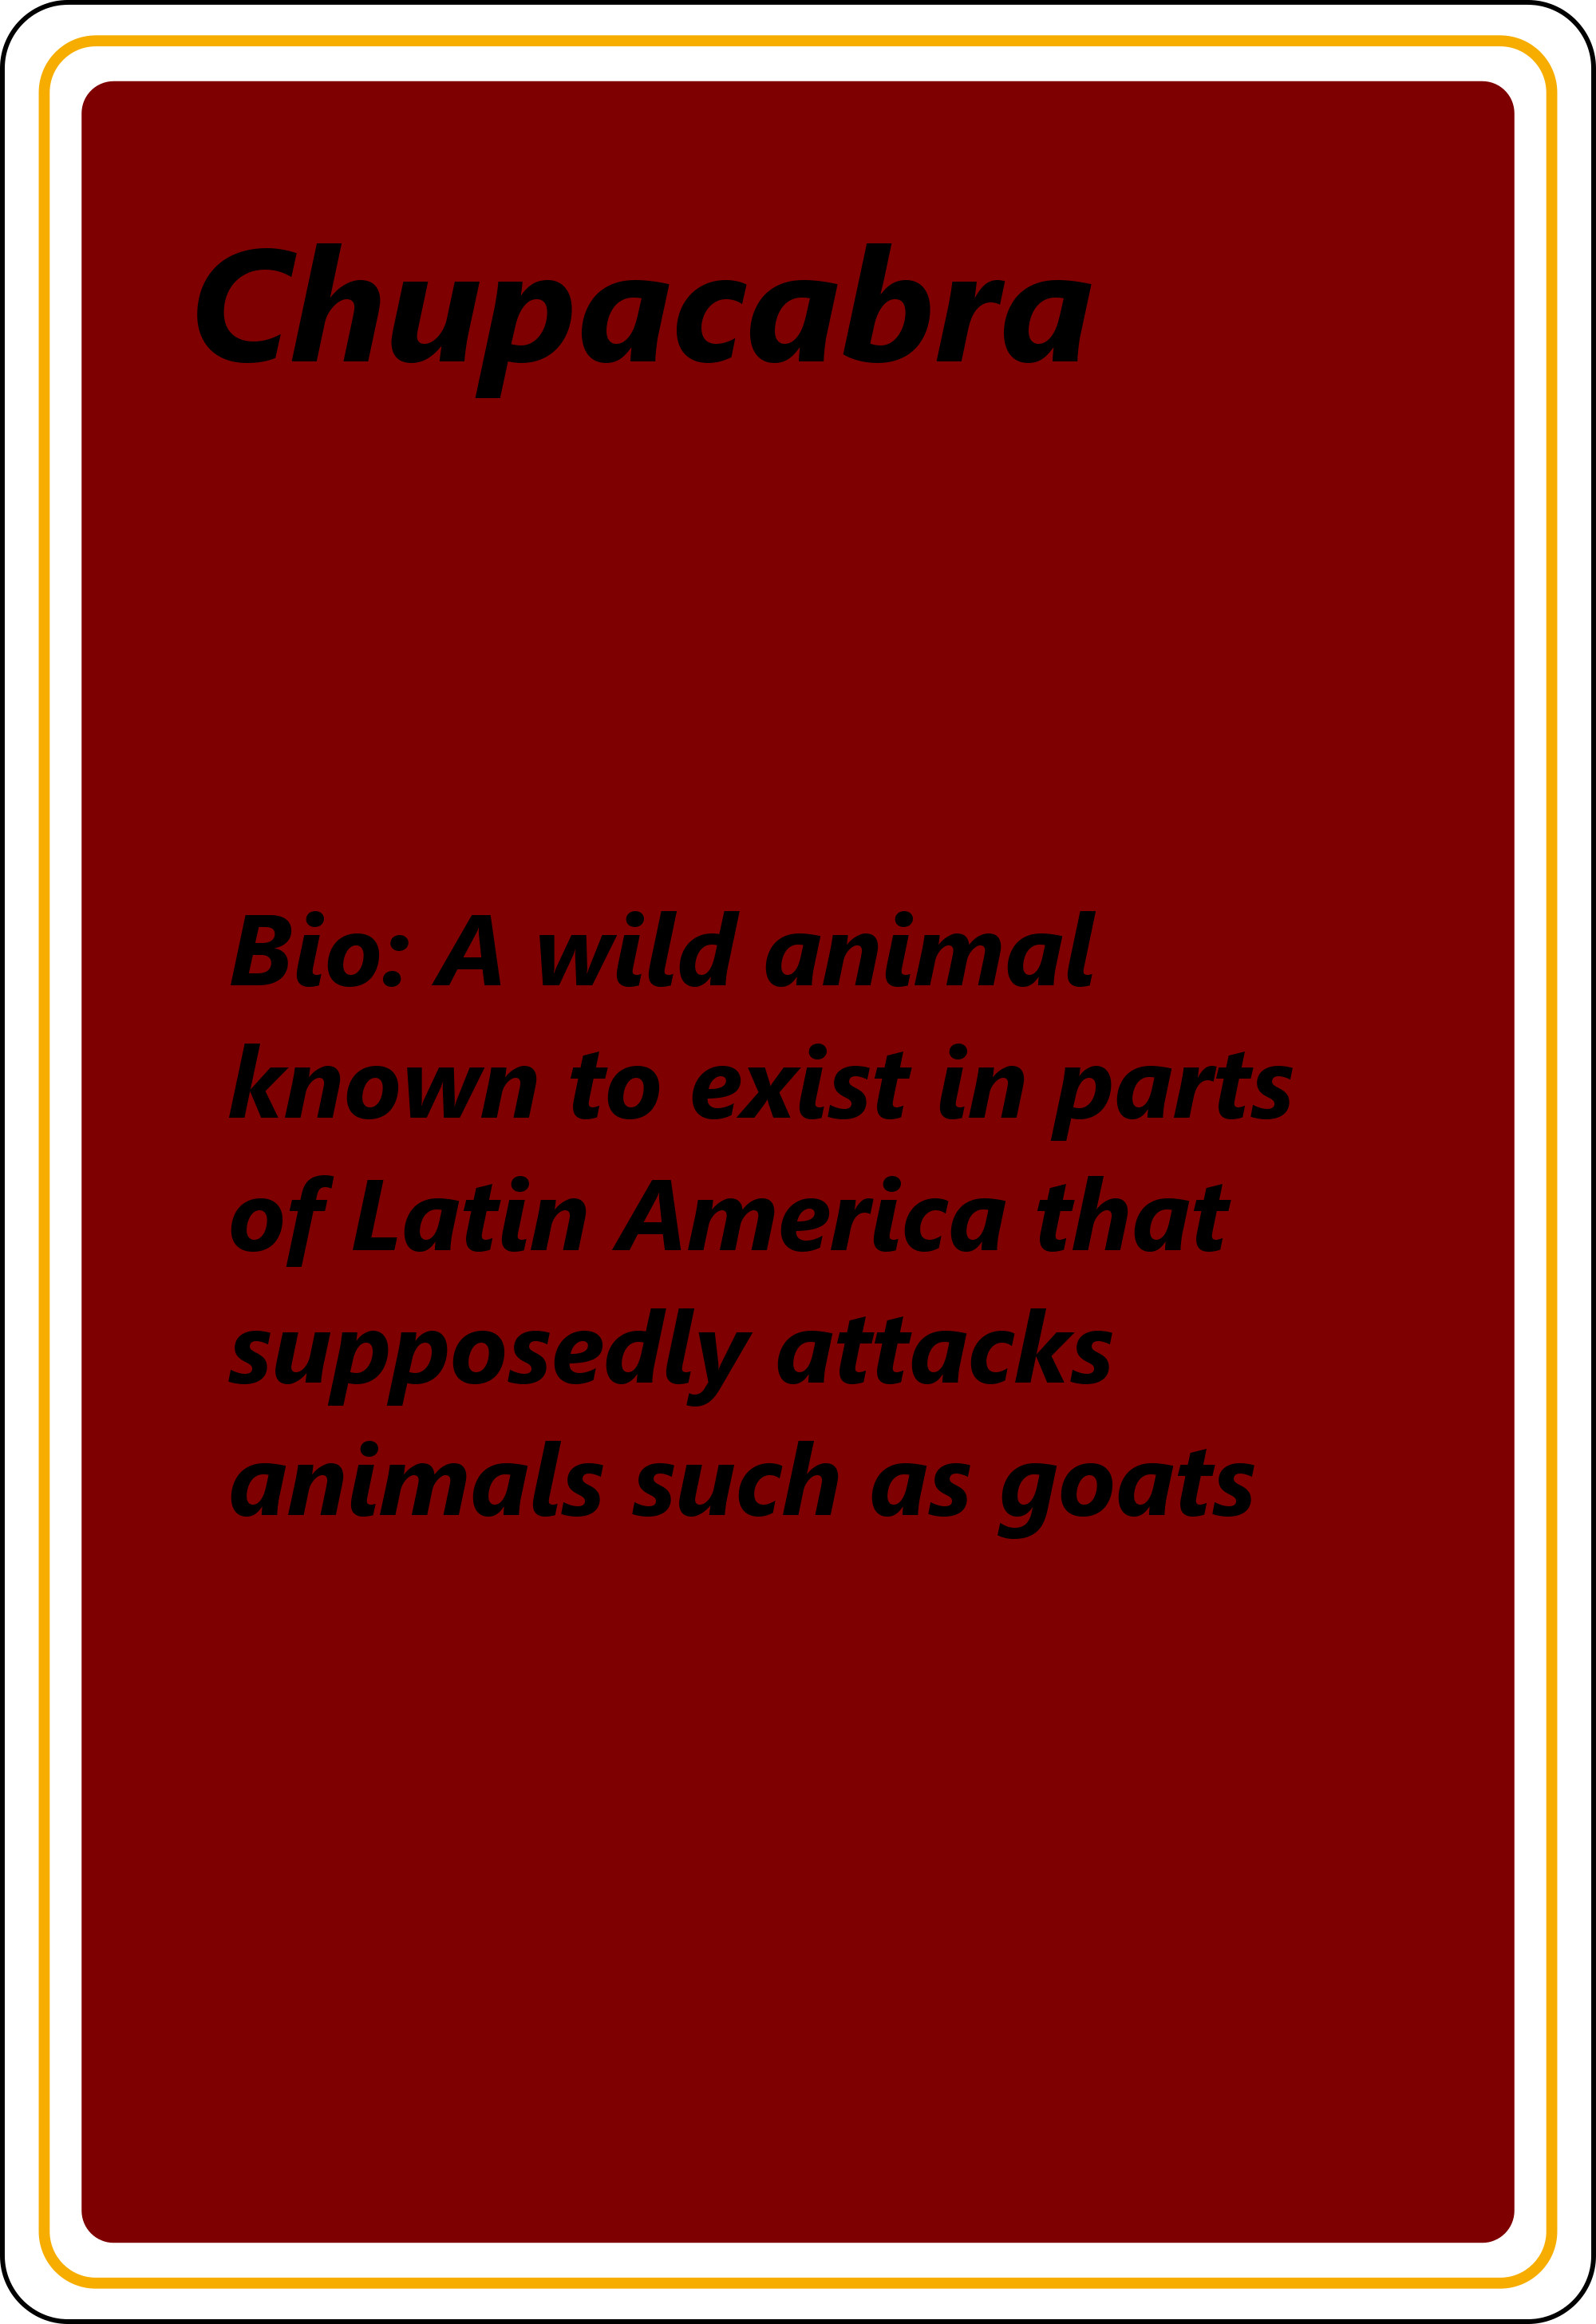 Chupacabra
Bio: A wild animal
known to exist in parts
of Latin America that
supposedly attacks
animals such as goats